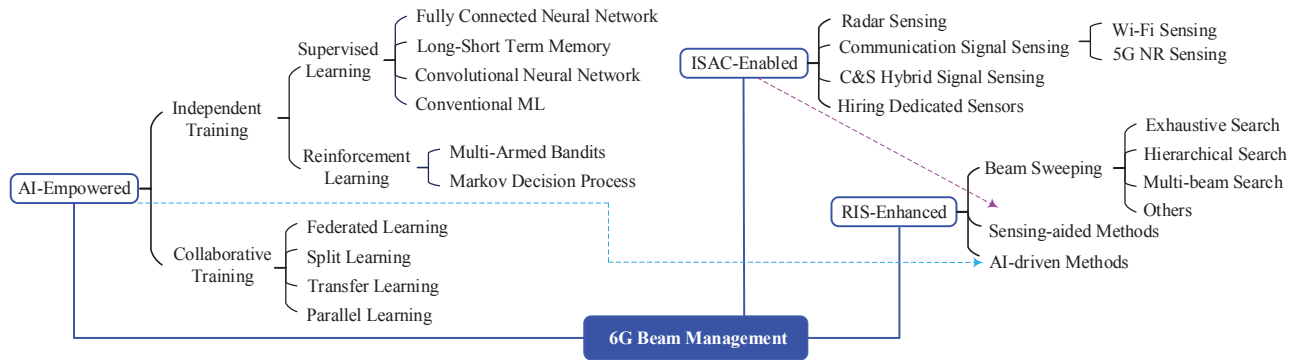 AI-Empowered
Independent
Training
Supervised
Learning
Fully Connected Neural Network
Long-Short Term Memory
Convolutional Neural Network
Conventional ML
Reinforcement
Learning
Multi-Armed Bandits
Markov Decision Process
Collaborative
Training
Federated Learning
Split Learning
Transfer Learning
Parallel Learning
ISAC-Enabled
Radar Sensing
Communication Signal Sensing
Wi-Fi Sensing
5G NR Sensing
C&S Hybrid Signal Sensing
Hiring Dedicated Sensors
RIS-Enhanced
Beam Sweeping
Exhaustive Search
Hierarchical Search
Multi-beam Search
Others
Sensing-aided Methods
AI-driven Methods
6G Beam Management